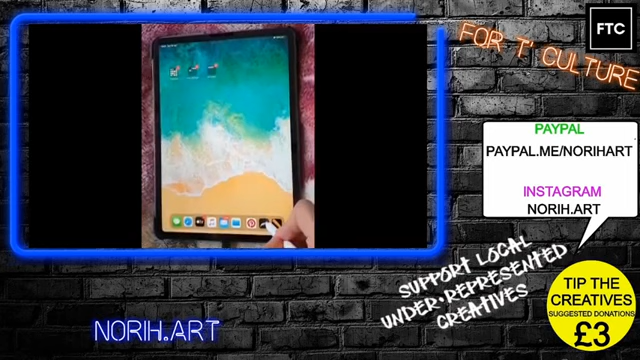 FTC
FOR 'T' CULTURE
PAYPAL
PAYPAL.ME/NORIHART
INSTAGRAM
NORIH.ART
SUPPORT LOCAL
UNDER-REPRESENTED
CREATIVES
TIP THE
CREATIVES
SUGGESTED DONATIONS
£3
NORIH.ART